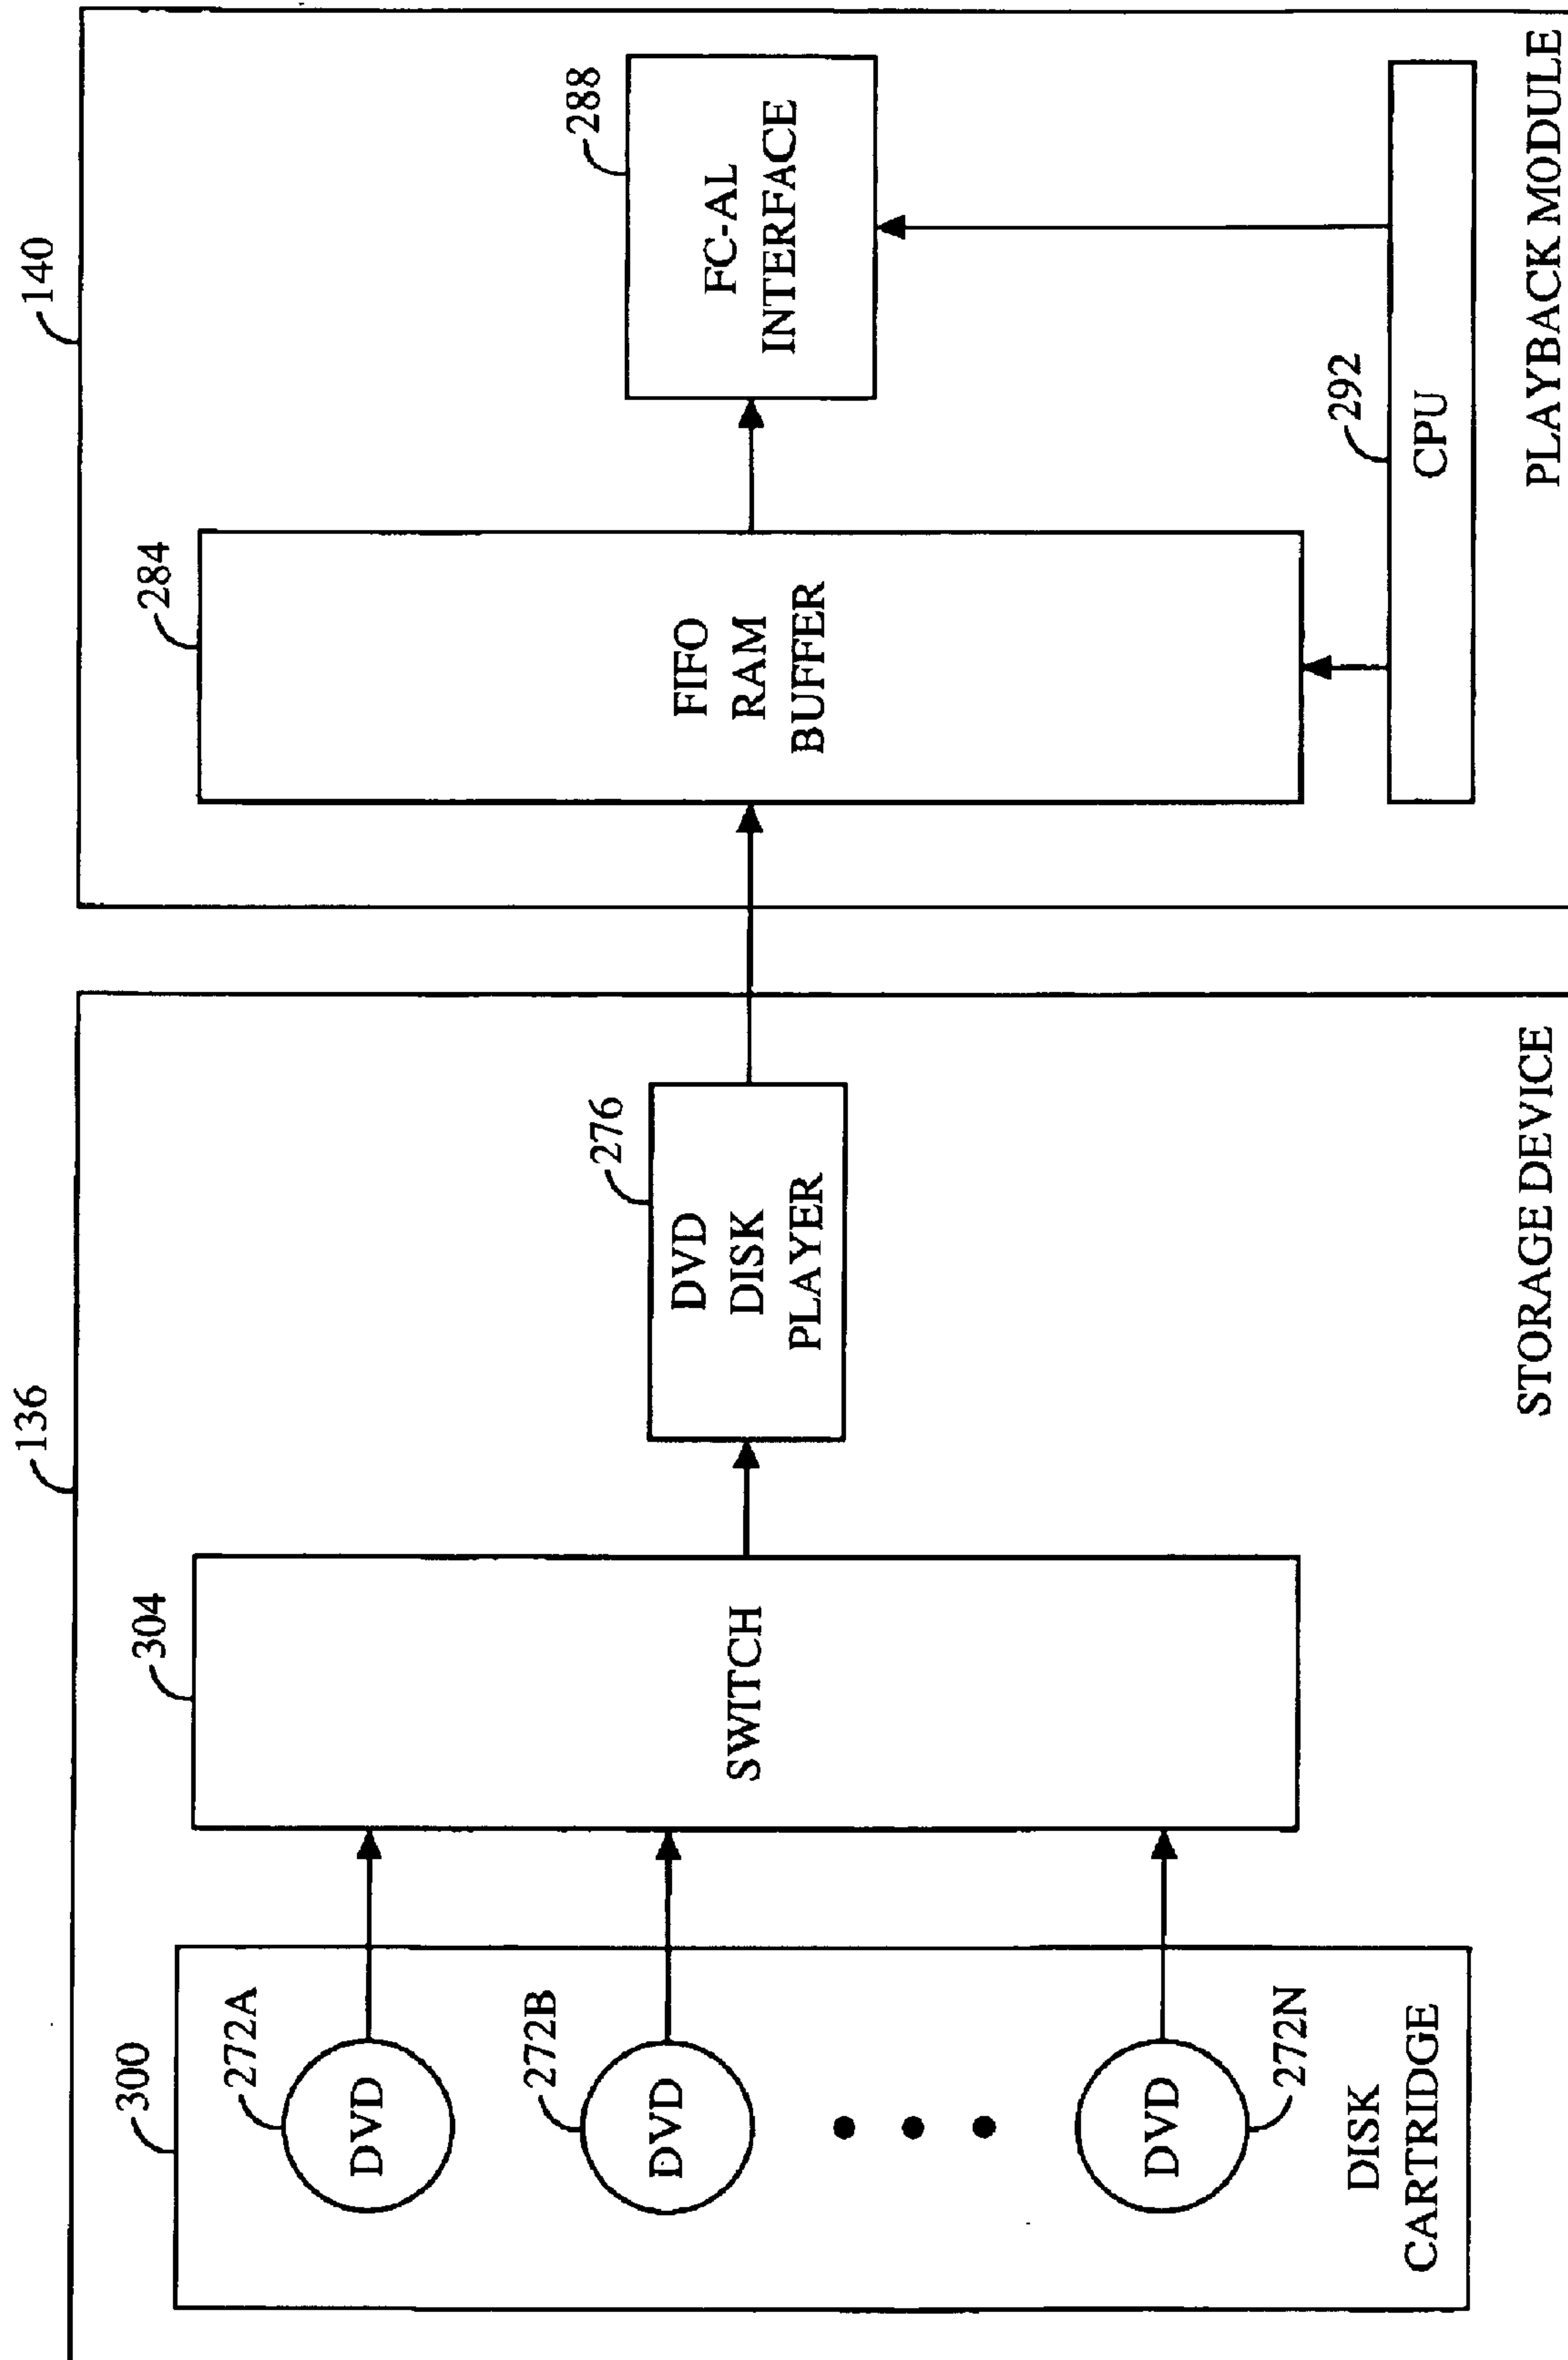 136
300
272A
DVD
272B
DVD
DVD
272N
DISK
CARTRIDGE
304
SWITCH
276
DVD
DISK
PLAYER
STORAGE DEVICE
140
284
FIFO
RAM
BUFFER
288
FC-AL
INTERFACE
292
CPU
PLAYBACK MODULE